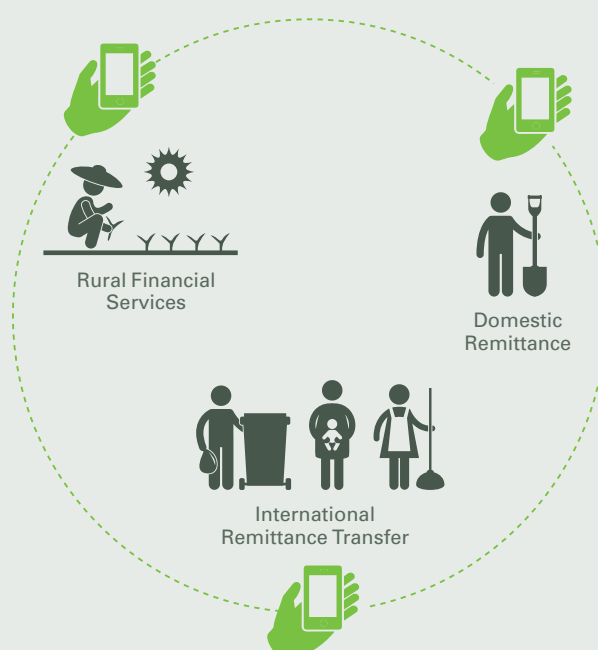 Rural Financial
Services
Domestic
Remittance
International
Remittance Transfer